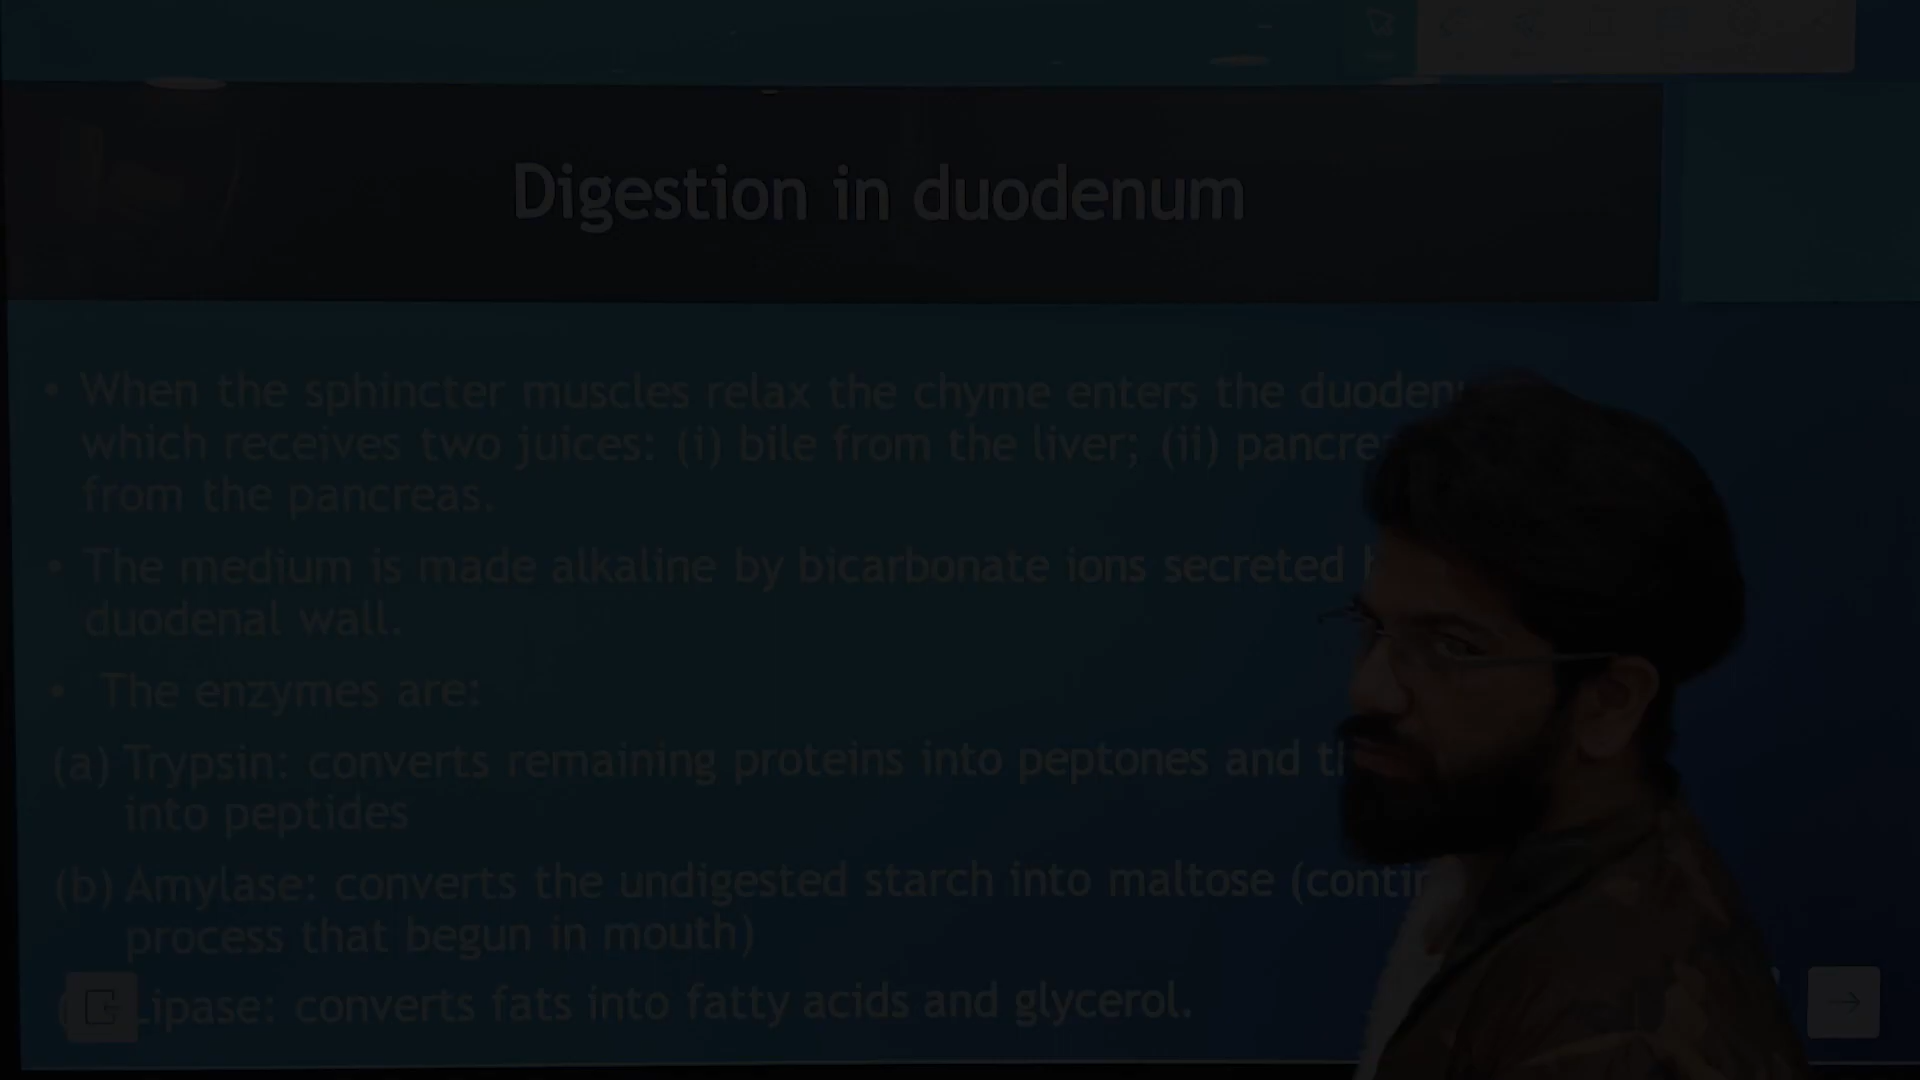 Digestion in duodenum
• When the sphincter muscles relax the chyme enters the
which receives two juices: (i) bile from the liver; (ii)
from the pancreas.
• The medium is made alkaline by bicarbonate ions secreted
duodenal wall.
• The enzymes are:
(a) Trypsin: converts remaining proteins into peptones and
into peptides
(b) Amylase: converts the undigested starch into maltose
process that begun in mouth)
Lipase: converts fats into fatty acids and glycerol.